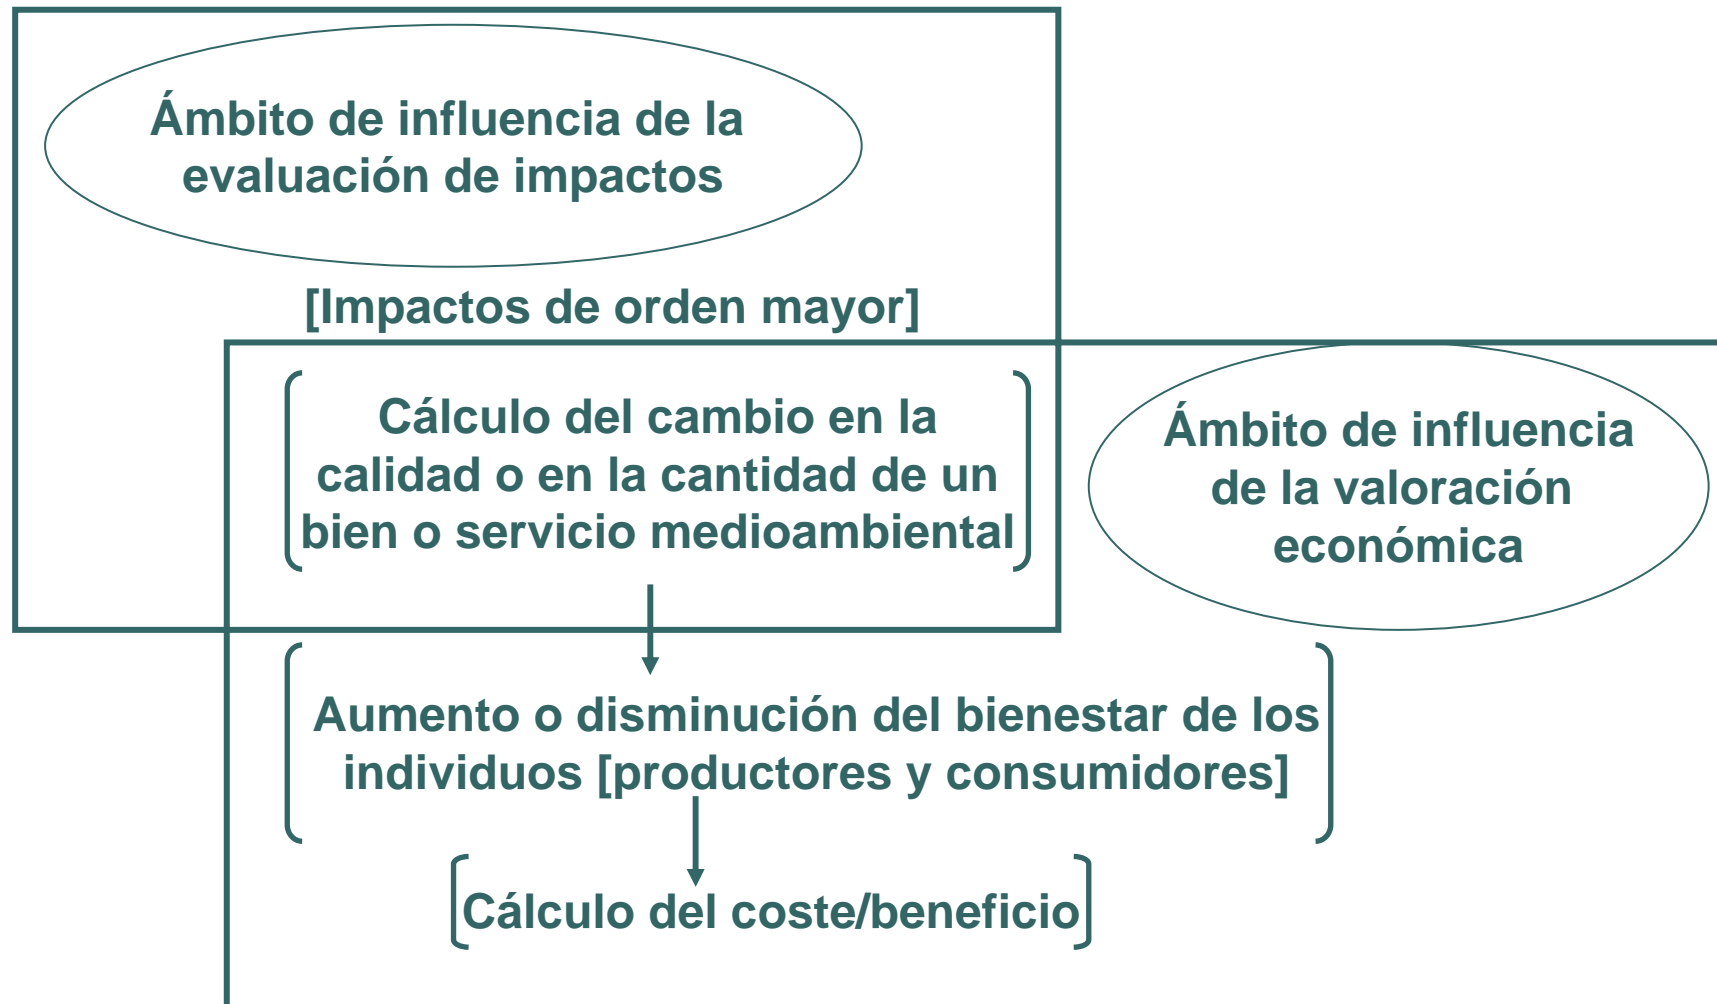 Ámbito de influencia de la
evaluación de impactos
[Impactos de orden mayor]
Cálculo del cambio en la
calidad o en la cantidad de un
bien o servicio medioambiental
Ámbito de influencia
de la valoración
económica
Aumento o disminución del bienestar de los
individuos [productores y consumidores]
Cálculo del coste/beneficio